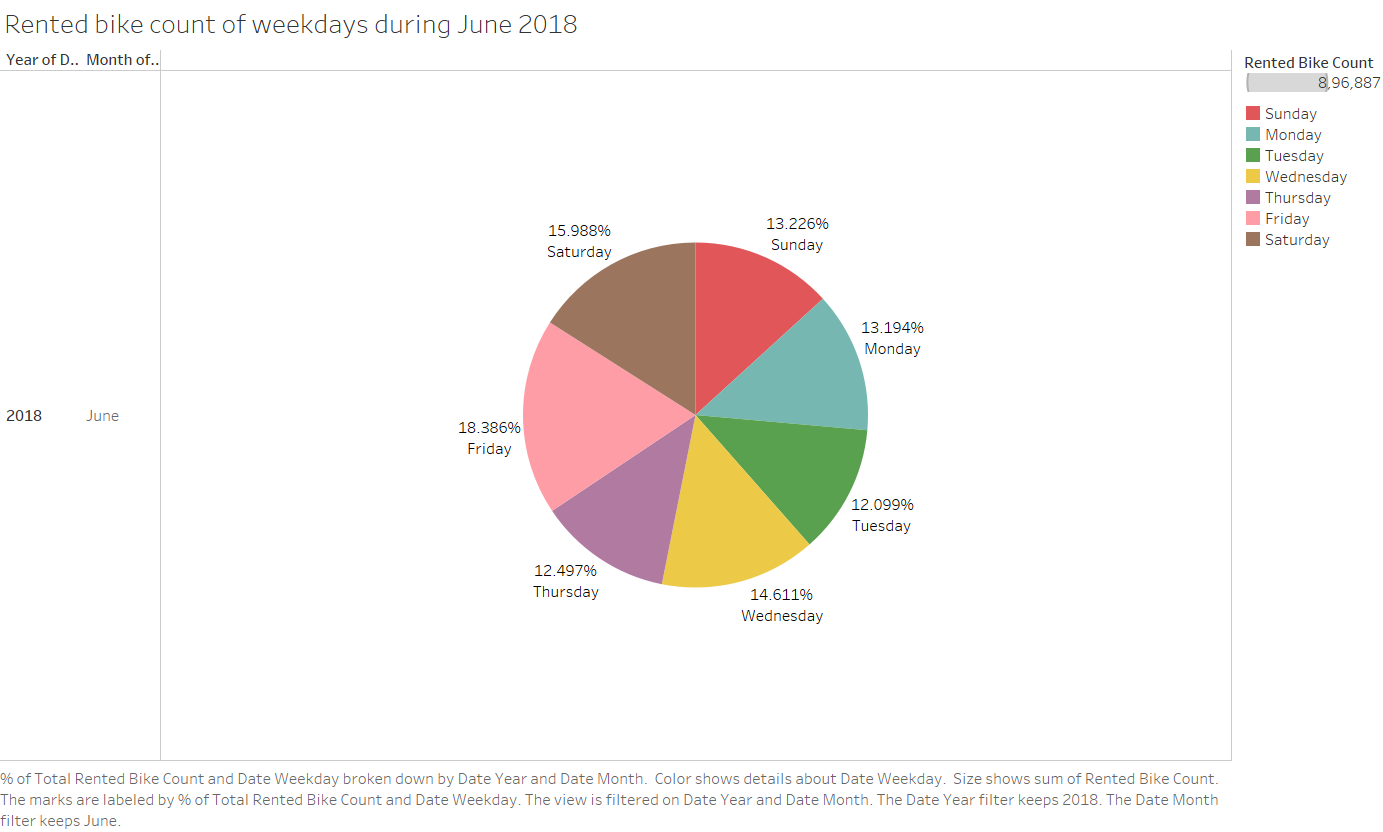 Rented bike count of weekdays during June 2018
Year of D.. Month of..
Rented Bike Count
8,96,887
Sunday
Monday
Tuesday
Wednesday
Thursday
Friday
Saturday
2018 June
13.226%
Sunday
13.194%
Monday
12.099%
Tuesday
14.611%
Wednesday
12.497%
Thursday
18.386%
Friday
15.988%
Saturday
% of Total Rented Bike Count and Date Weekday broken down by Date Year and Date Month. Color shows details about Date Weekday. Size shows sum of Rented Bike Count.
The marks are labeled by % of Total Rented Bike Count and Date Weekday. The view is filtered on Date Year and Date Month. The Date Year filter keeps 2018. The Date Month
filter keeps June.